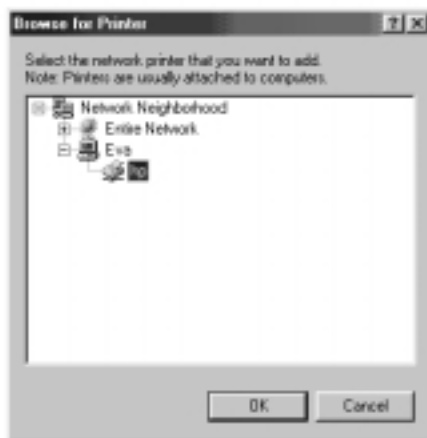 Browse for Printer
Select the network printer that you want to add.
Note: Printers are usually attached to computers.
Network Neighborhood
Entire Network
Eva
hp
OK
Cancel